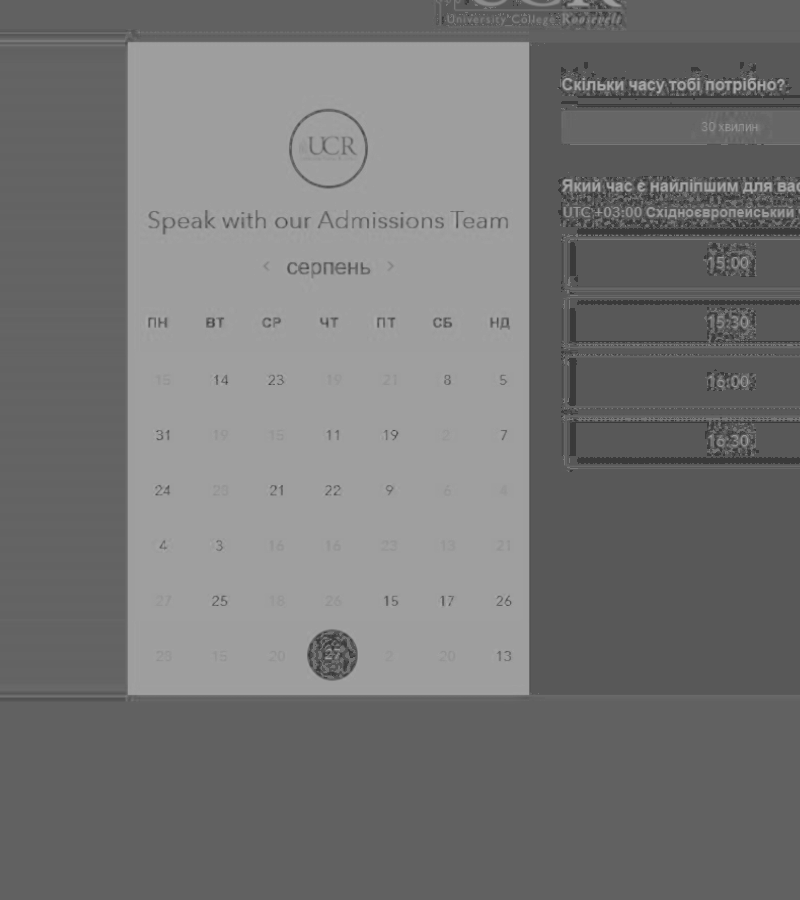 University College Roosevelt
UCR
Speak with our Admissions Team
серпень
ПН ВТ СР ЧТ ПТ СБ НД
15 14 23 19 21 8 5
31 19 15 11 19 2 7
24 25 21 22 9 6 4
4 3 16 16 23 13 21
27 25 18 26 15 17 26
28 15 20 27 2 20 13
Скільки часу тобі потрібно?
30 хвилин
Який час є найліпшим для вас
UTC +03:00 Східноєвропейський
15:00
15:30
16:00
16:30